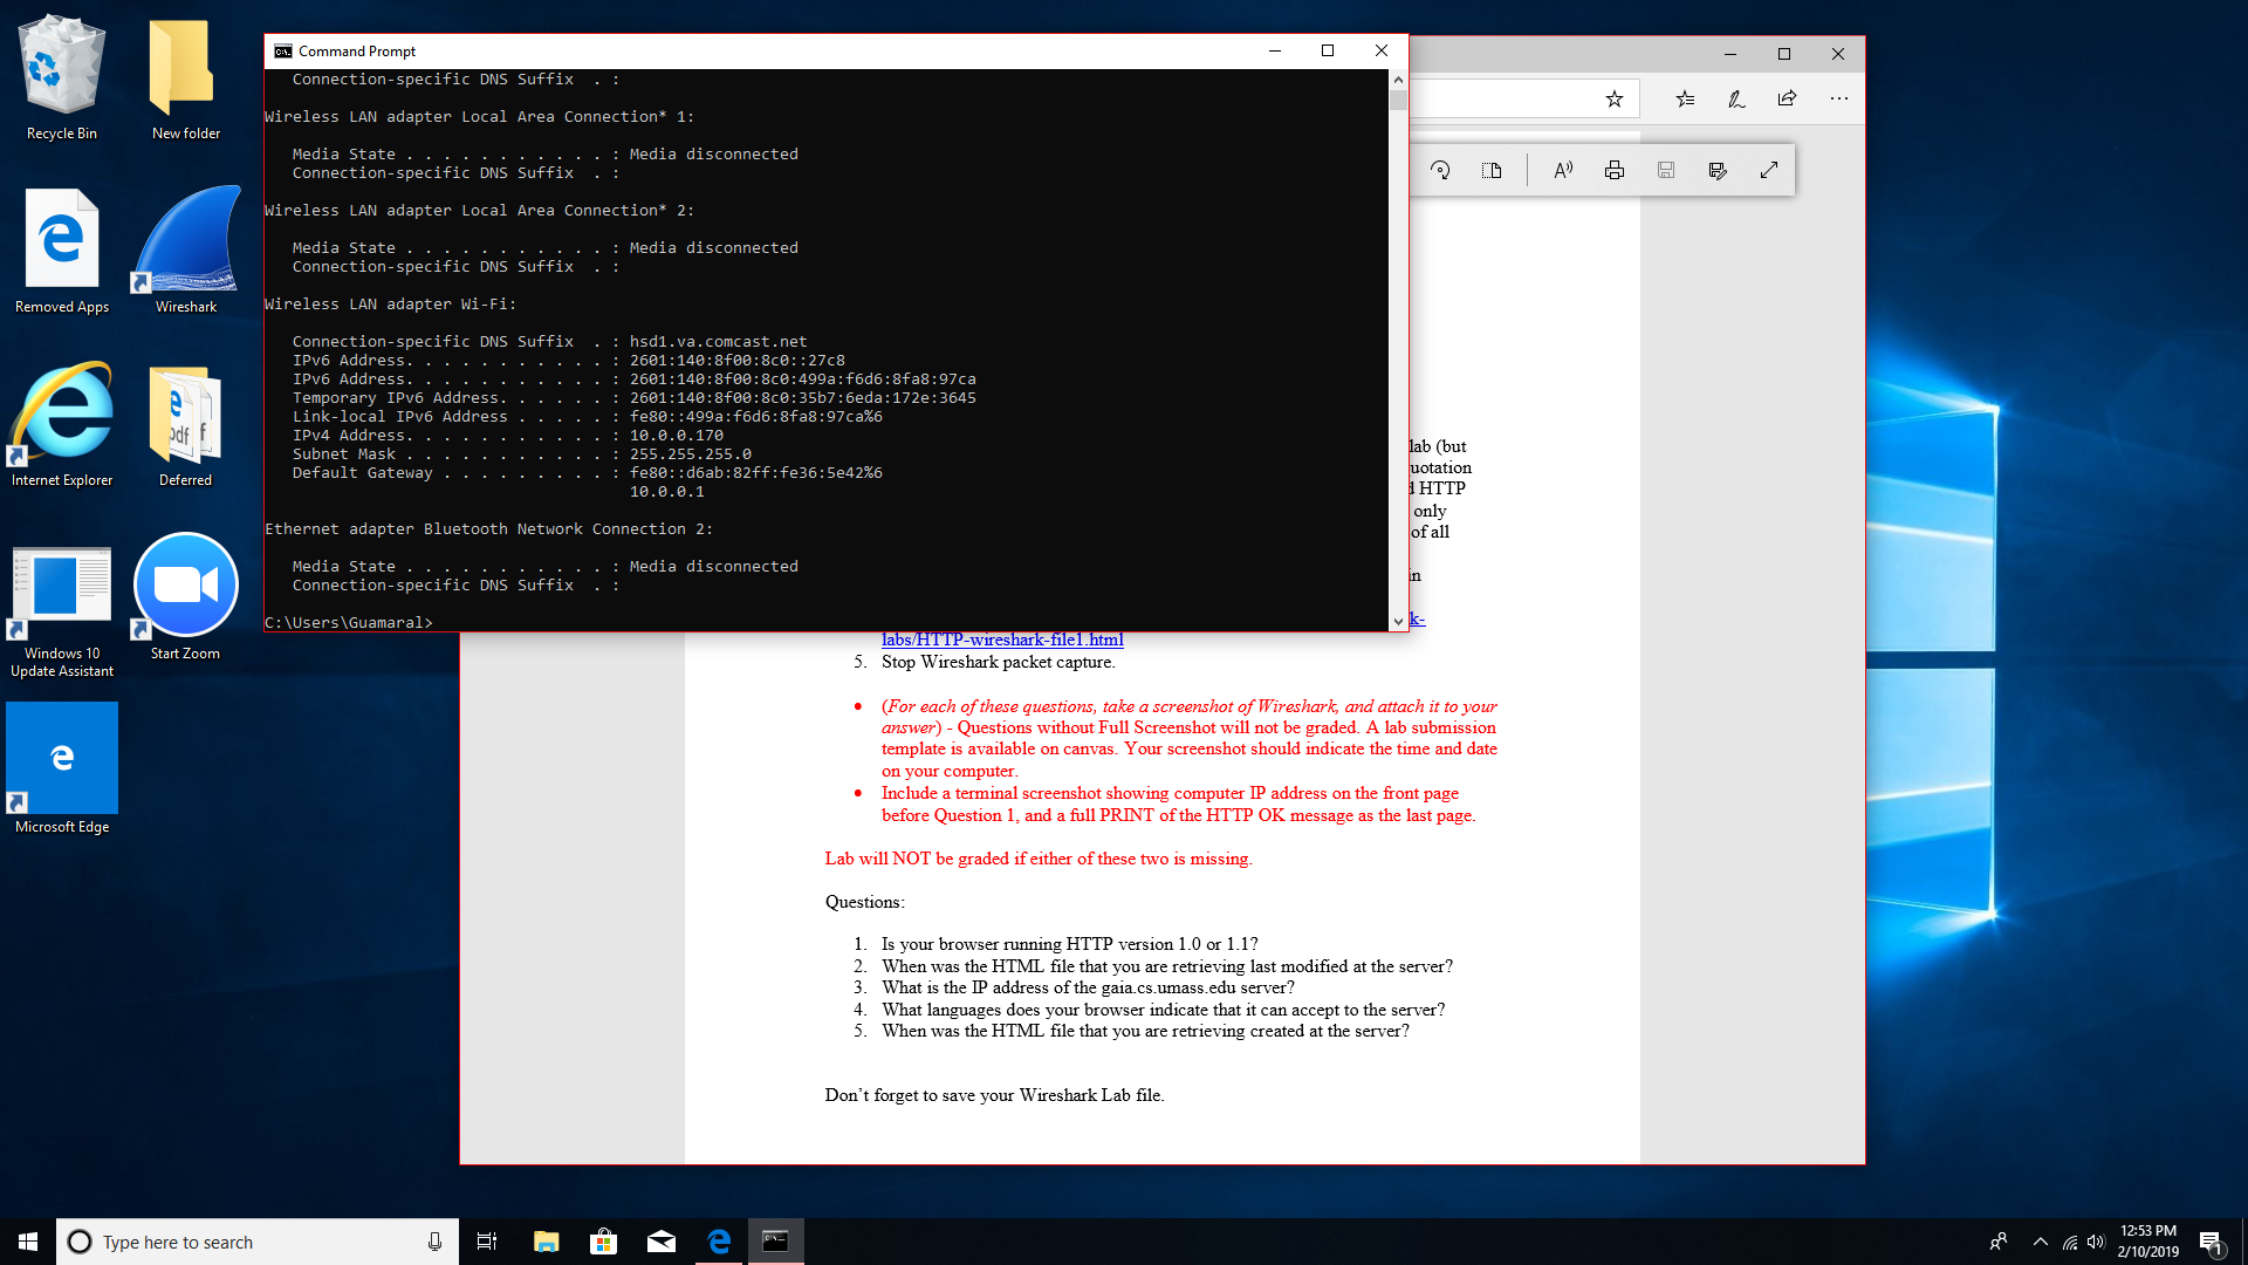 Recycle Bin
New folder
Removed Apps
Wireshark
Internet Explorer
Deferred
Windows 10
Update Assistant
Start Zoom
Microsoft Edge
Command Prompt
Connection-specific DNS Suffix  . :
Wireless LAN adapter Local Area Connection* 1:
Media State . . . . . . . . . . . : Media disconnected
Connection-specific DNS Suffix  . :
Wireless LAN adapter Local Area Connection* 2:
Media State . . . . . . . . . . . : Media disconnected
Connection-specific DNS Suffix  . :
Wireless LAN adapter Wi-Fi:
Connection-specific DNS Suffix  . : hsd1.va.comcast.net
IPv6 Address. . . . . . . . . . . : 2601:140:8f00:8c0::27c8
IPv6 Address. . . . . . . . . . . : 2601:140:8f00:8c0:499a:f6d6:8fa8:97ca
Temporary IPv6 Address. . . . . . : 2601:140:8f00:8c0:35b7:6eda:172e:3645
Link-local IPv6 Address . . . . . : fe80::499a:f6d6:8fa8:97ca%6
IPv4 Address. . . . . . . . . . . : 10.0.0.170
Subnet Mask . . . . . . . . . . . : 255.255.255.0
Default Gateway . . . . . . . . . : fe80::d6ab:82ff:fe36:5e42%6
10.0.0.1
Ethernet adapter Bluetooth Network Connection 2:
Media State . . . . . . . . . . . : Media disconnected
Connection-specific DNS Suffix  . :
C:\Users\Guamaral>
lab (but
uotation
HTTP
only
of all
in
k-
labs/HTTP-wireshark-file1.html
5. Stop Wireshark packet capture.
• (For each of these questions, take a screenshot of Wireshark, and attach it to your
answer) - Questions without Full Screenshot will not be graded. A lab submission
template is available on canvas. Your screenshot should indicate the time and date
on your computer.
• Include a terminal screenshot showing computer IP address on the front page
before Question 1, and a full PRINT of the HTTP OK message as the last page.
Lab will NOT be graded if either of these two is missing.
Questions:
1. Is your browser running HTTP version 1.0 or 1.1?
2. When was the HTML file that you are retrieving last modified at the server?
3. What is the IP address of the gaia.cs.umass.edu server?
4. What languages does your browser indicate that it can accept to the server?
5. When was the HTML file that you are retrieving created at the server?
Don’t forget to save your Wireshark Lab file.
Type here to search
12:53 PM
2/10/2019
1